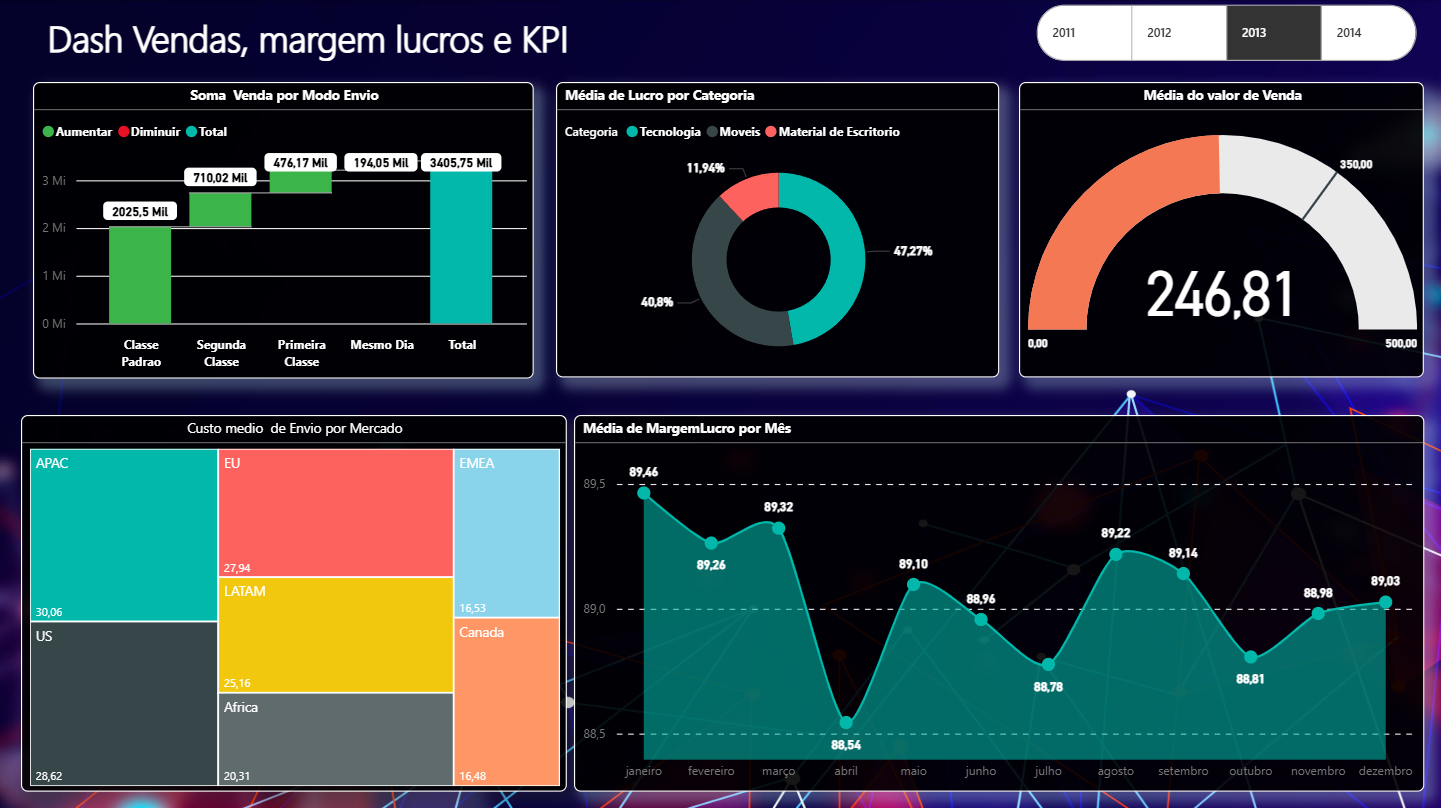 Dash Vendas, margem lucros e KPI
2011
2012
2013
2014
Soma Venda por Modo Envio
Aumentar
Diminuir
Total
3 Mi
2 Mi
1 Mi
0 Mi
2025,5 Mil
710,02 Mil
476,17 Mil
194,05 Mil
3405,75 Mil
Classe
Padrao
Segunda
Classe
Primeira
Classe
Mesmo Dia
Total
Média de Lucro por Categoria
Categoria
Tecnologia
Moveis
Material de Escritorio
11,94%
47,27%
40,8%
Média do valor de Venda
350,00
246,81
0,00
500,00
Custo medio de Envio por Mercado
APAC
30,06
US
28,62
EU
27,94
LATAM
25,16
Africa
20,31
EMEA
16,53
Canada
16,48
Média de MargemLucro por Mês
89,5
89,0
88,5
89,46
89,26
89,32
88,54
89,10
88,96
88,78
89,22
89,14
88,81
88,98
89,03
janeiro
fevereiro
março
abril
maio
junho
julho
agosto
setembro
outubro
novembro
dezembro